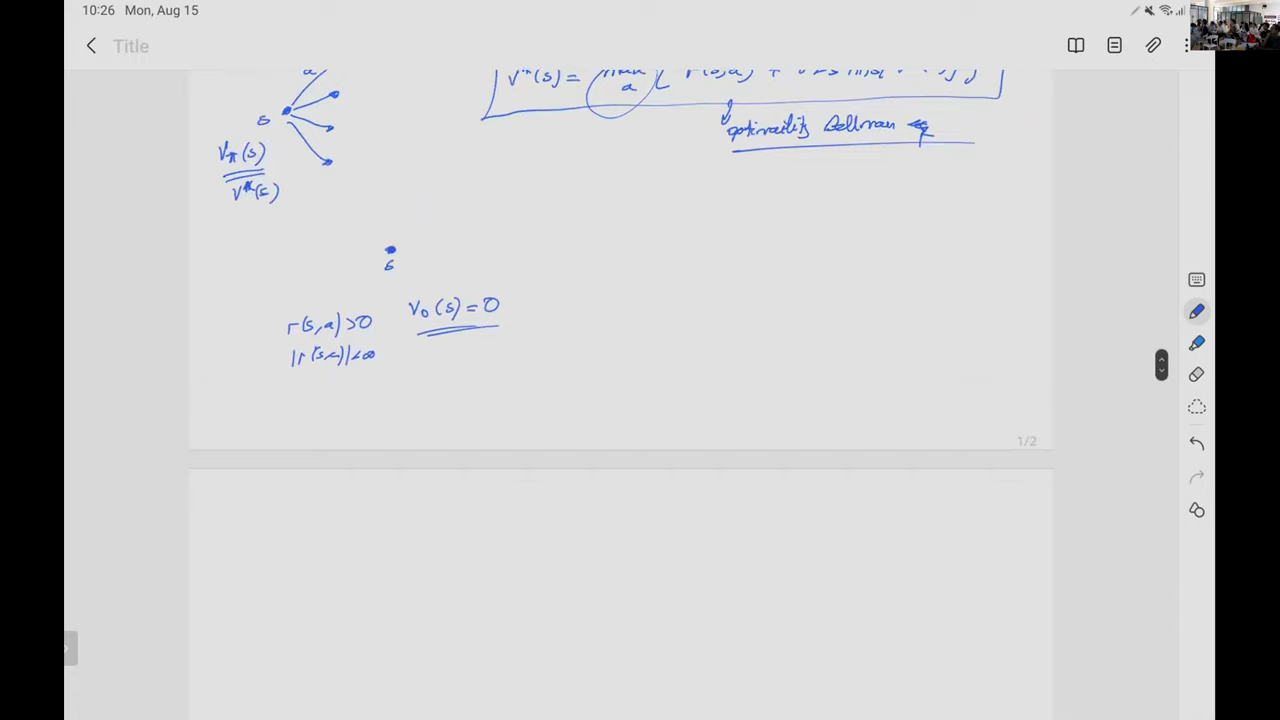 10:26 Mon, Aug 15
Title
a
V*(s) = max [ r(s,a) +
a
s
optimality Bellman eq
Vπ(s)
V*(s)
s
V₀(s) = 0
r(s,a) >0
|r(s,a)| <∞
1/2